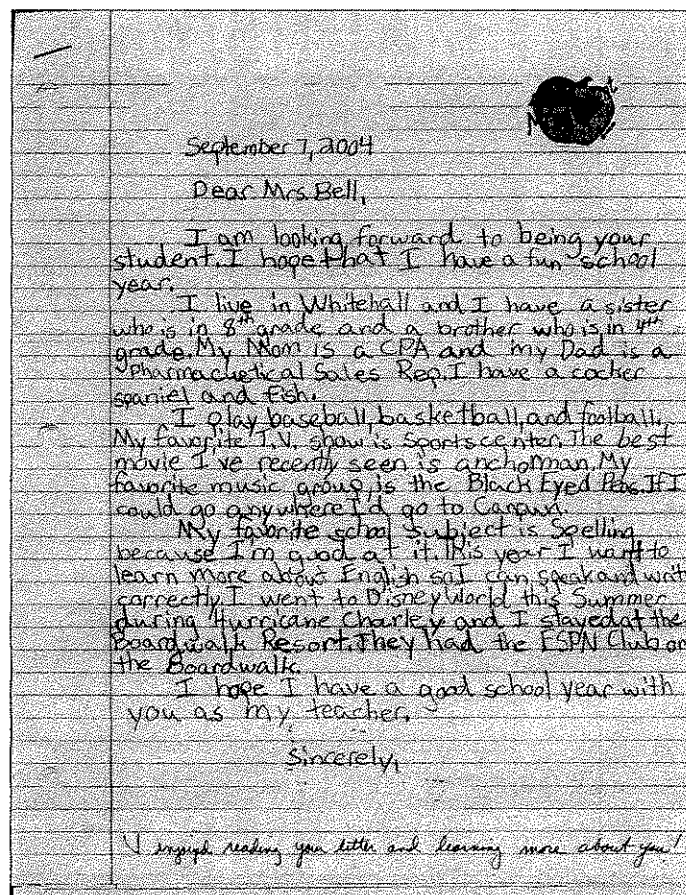 September 7, 2004
Dear Mrs. Bell,
I am looking forward to being your
student. I hope that I have a fun school
year.
I live in Whitehall and I have a sister
who is in 8th grade and a brother who is in 4th
grade. My Mom is a CPA and my Dad is a
Pharmachetical Sales Rep. I have a cocker
spaniel and fish.
I play baseball, basketball, and football.
My favorite T.V. show is Sportscenter. The best
movie I've recently seen is anchorman. My
favorite music group is the Black Eyed Peas. If I
could go anywhere I'd go to Cancun.
My favorite school subject is Spelling
because I'm good at it. This year I want to
learn more about English so I can speak and write
correctly. I went to Disney World this Summer
during Hurricane Charley and I stayed at the
Boardwalk Resort. They had the ESPN Club on
the Boardwalk.
I hope I have a good school year with
you as my teacher.
Sincerely,
I enjoyed reading your letter and learning more about you!